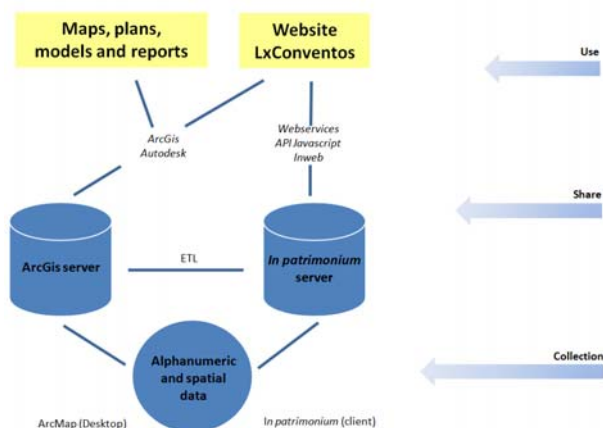 Maps, plans,
models and reports
Website
LxConventos
Use
ArcGis
Autodesk
Webservices
API Javascript
Inweb
Share
ArcGis server
ETL
In patrimonium
server
Collection
Alphanumeric
and spatial
data
ArcMap (Desktop)
In patrimonium (client)